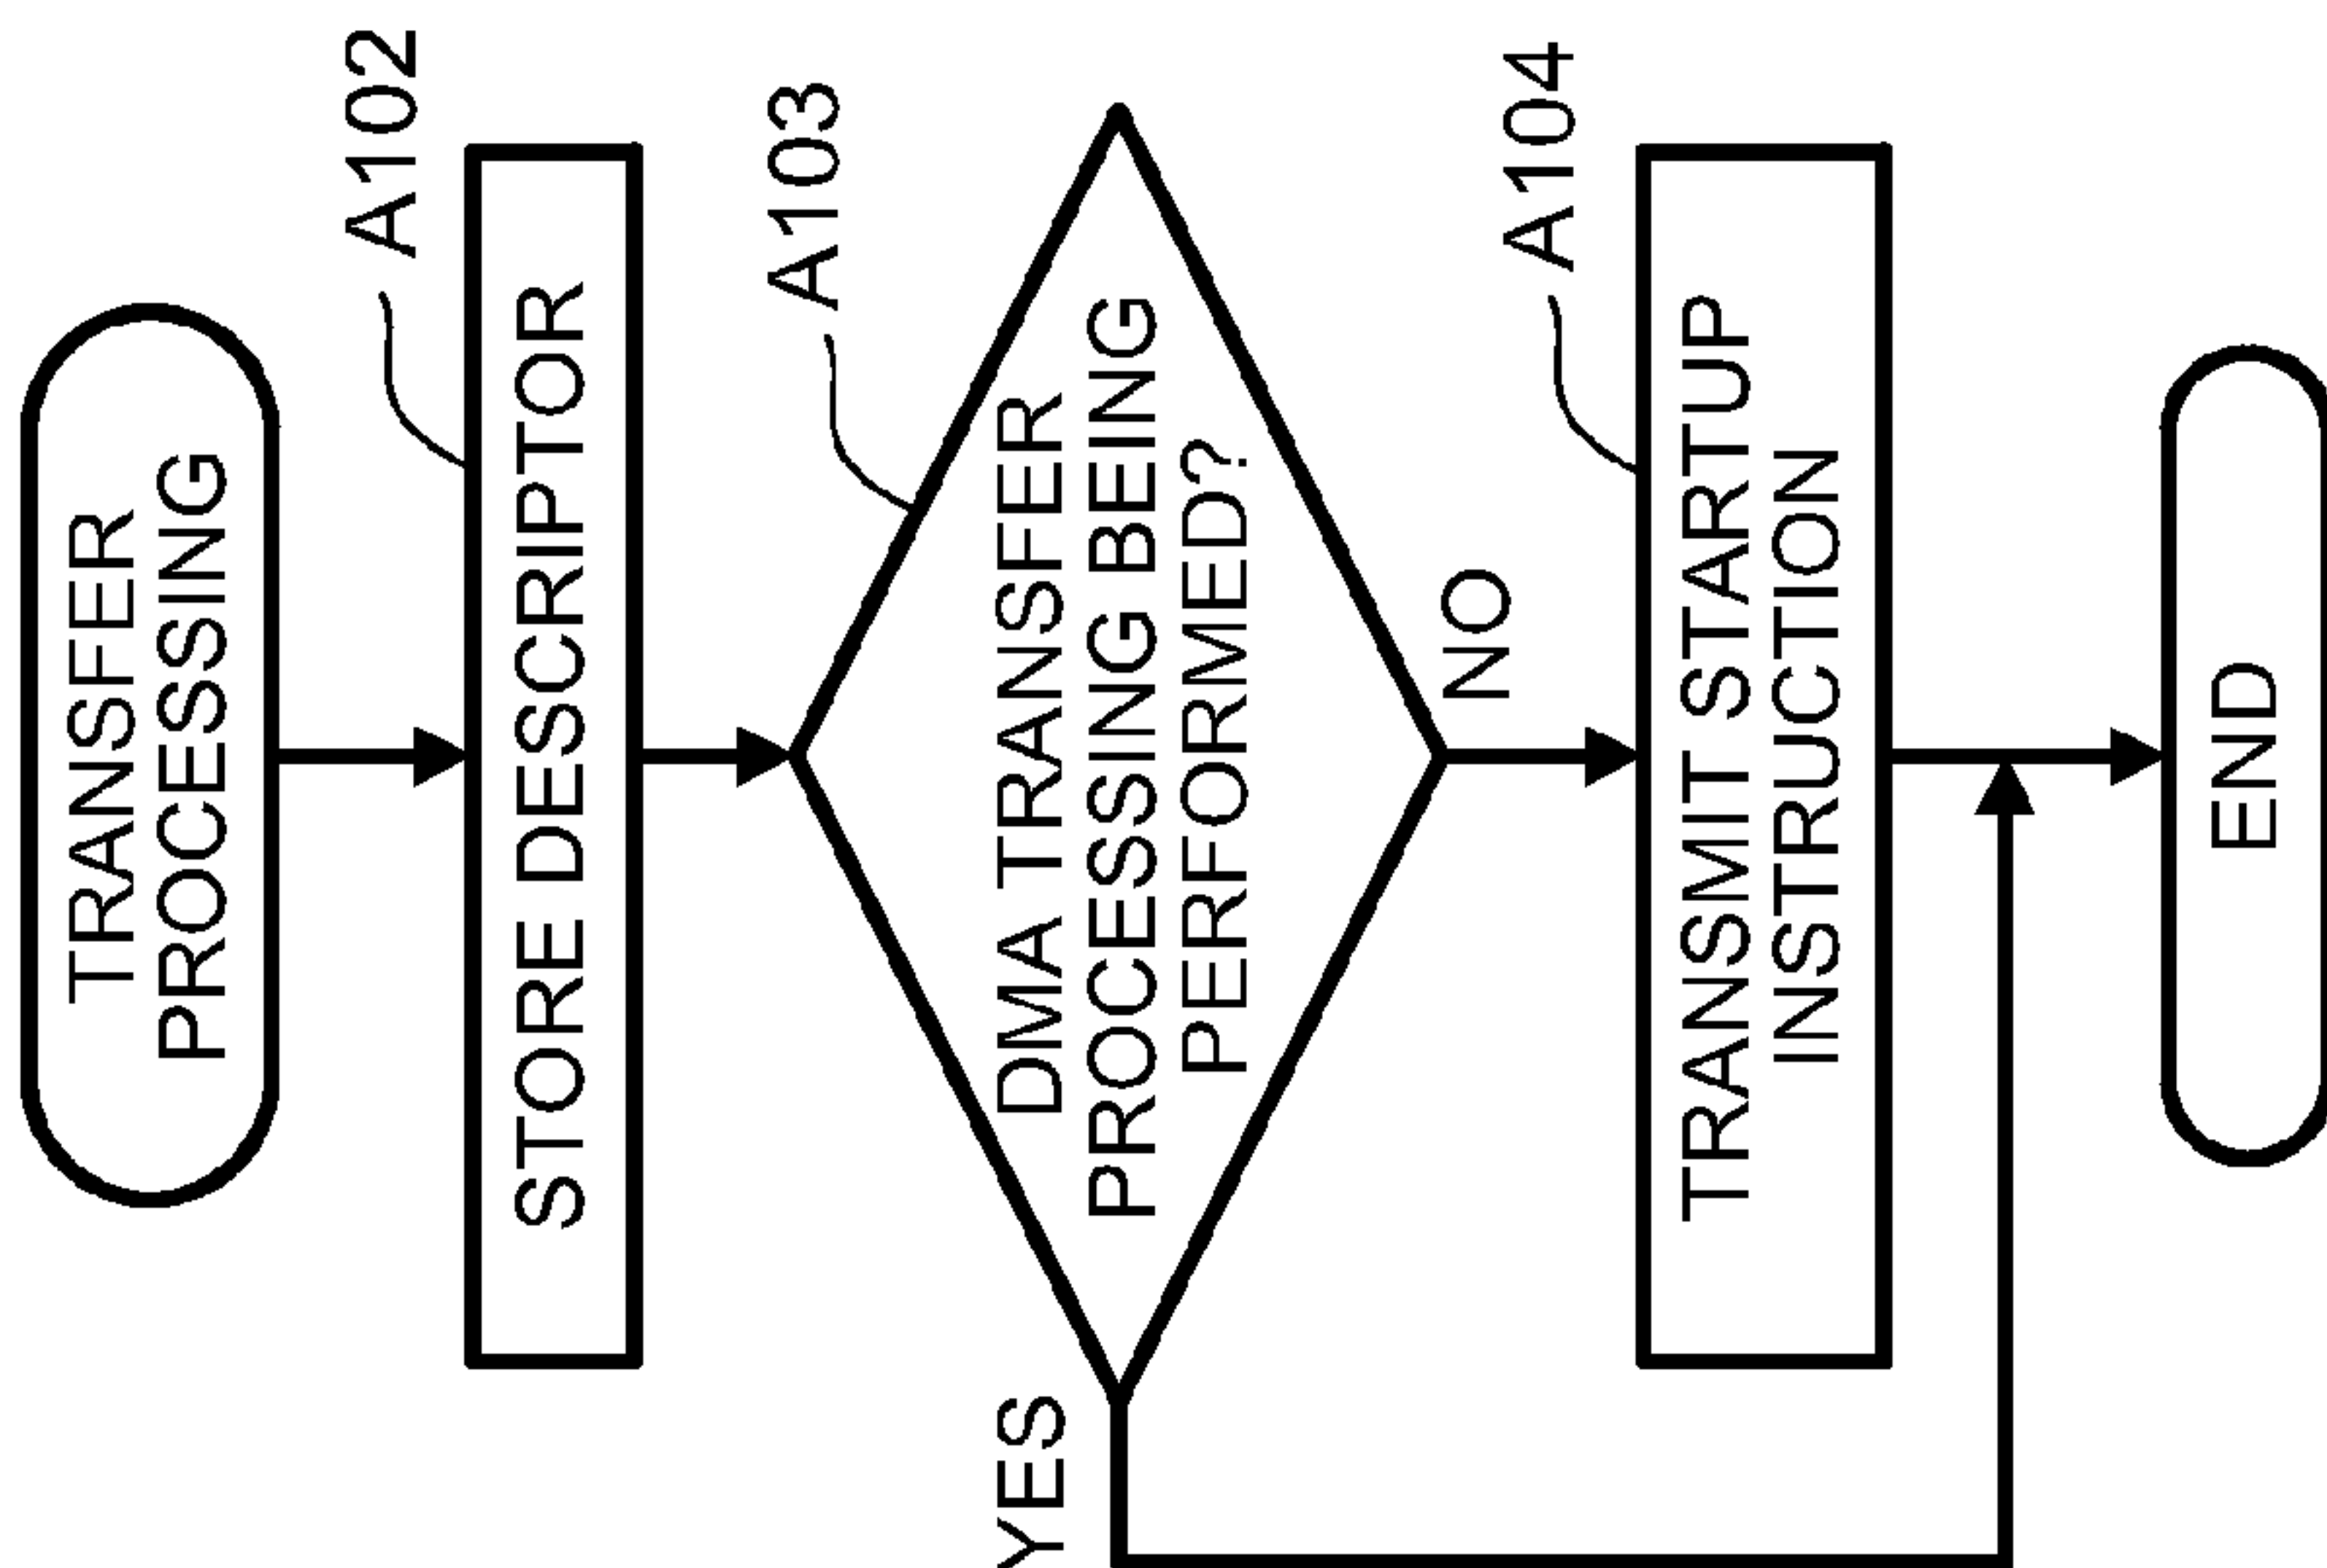 TRANSFER
PROCESSING
A102
STORE DESCRIPTOR
A103
DMA TRANSFER
PROCESSING BEING
PERFORMED?
YES
NO
A104
TRANSMIT STARTUP
INSTRUCTION
END